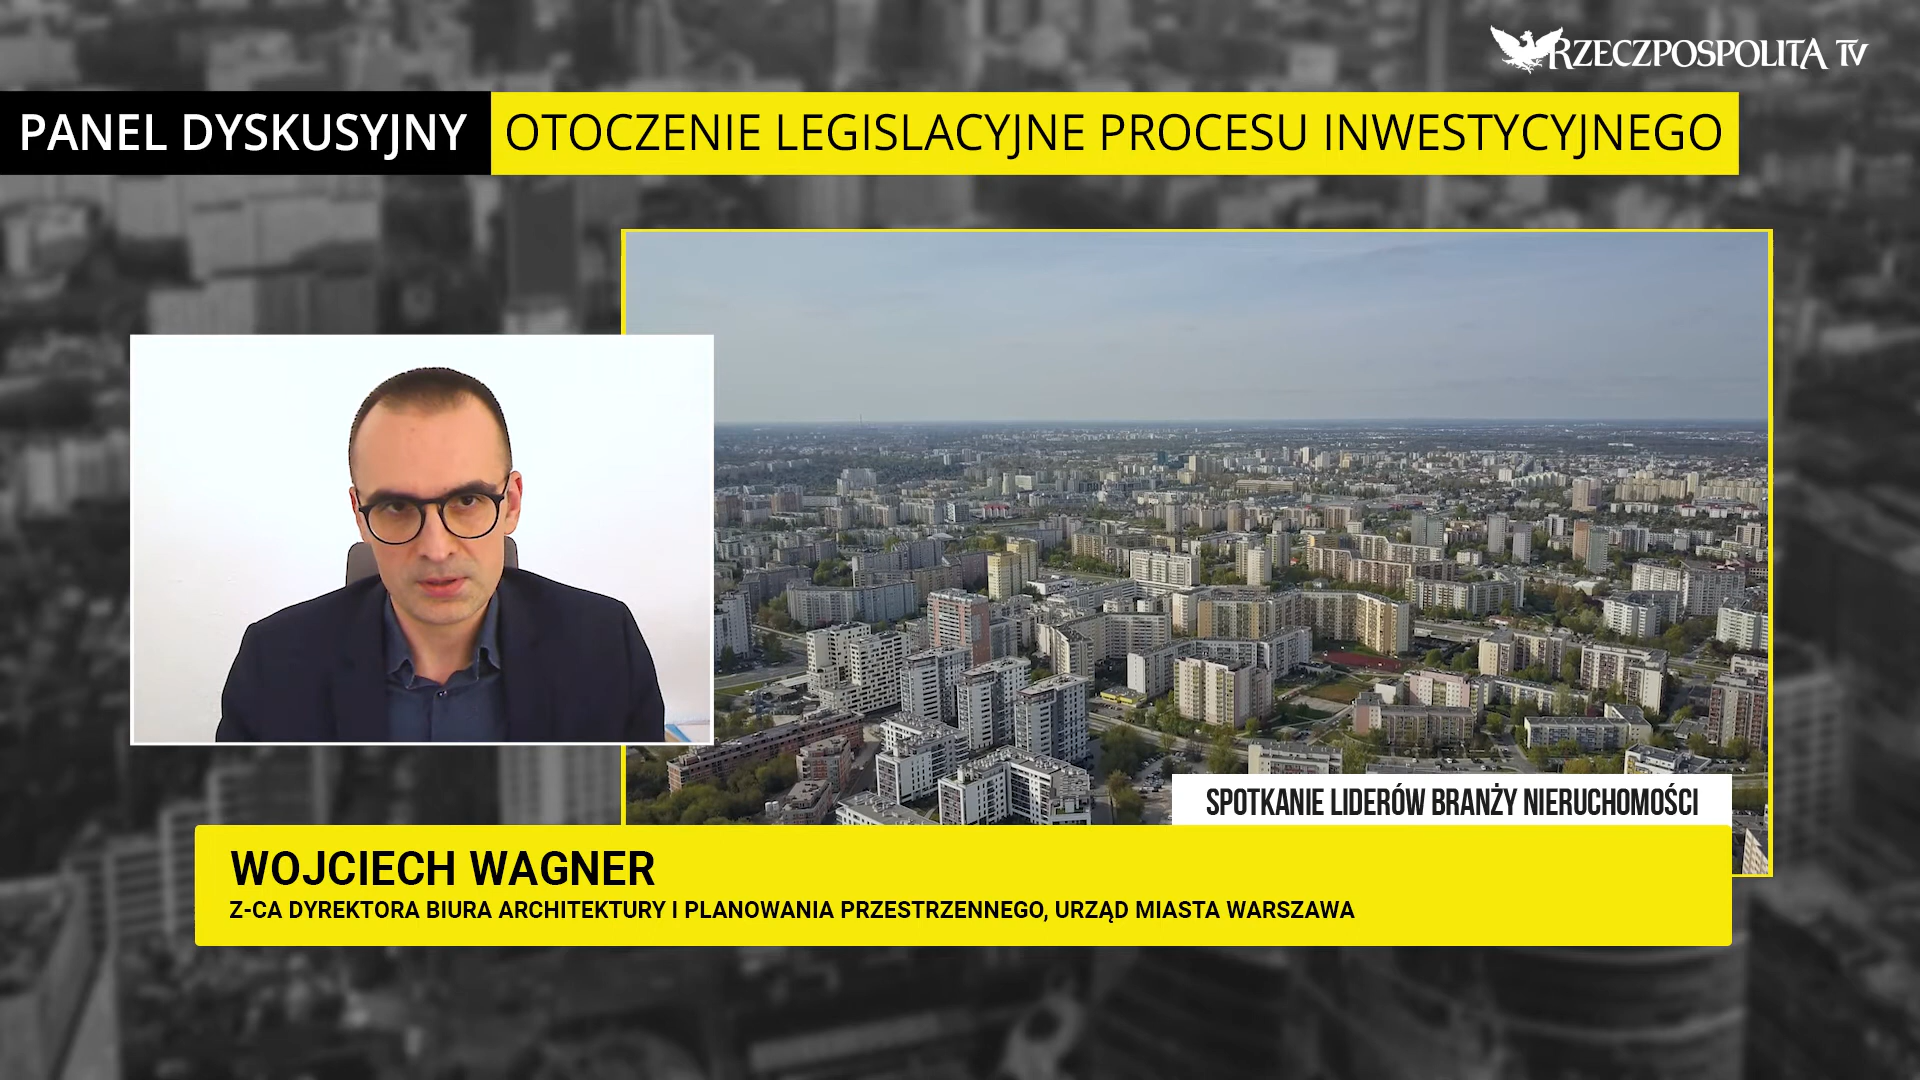 RZECZPOSPOLITA TV
PANEL DYSKUSYJNY OTOCZENIE LEGISLACYJNE PROCESU INWESTYCYJNEGO
SPOTKANIE LIDERÓW BRANŻY NIERUCHOMOŚCI
WOJCIECH WAGNER
Z-CA DYREKTORA BIURA ARCHITEKTURY I PLANOWANIA PRZESTRZENNEGO, URZĄD MIASTA WARSZAWA